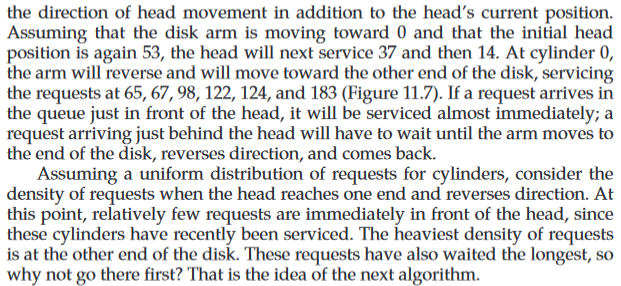 the direction of head movement in addition to the head’s current position.
Assuming that the disk arm is moving toward 0 and that the initial head
position is again 53, the head will next service 37 and then 14. At cylinder 0,
the arm will reverse and will move toward the other end of the disk, servicing
the requests at 65, 67, 98, 122, 124, and 183 (Figure 11.7). If a request arrives in
the queue just in front of the head, it will be serviced almost immediately; a
request arriving just behind the head will have to wait until the arm moves to
the end of the disk, reverses direction, and comes back.
Assuming a uniform distribution of requests for cylinders, consider the
density of requests when the head reaches one end and reverses direction. At
this point, relatively few requests are immediately in front of the head, since
these cylinders have recently been serviced. The heaviest density of requests
is at the other end of the disk. These requests have also waited the longest, so
why not go there first? That is the idea of the next algorithm.